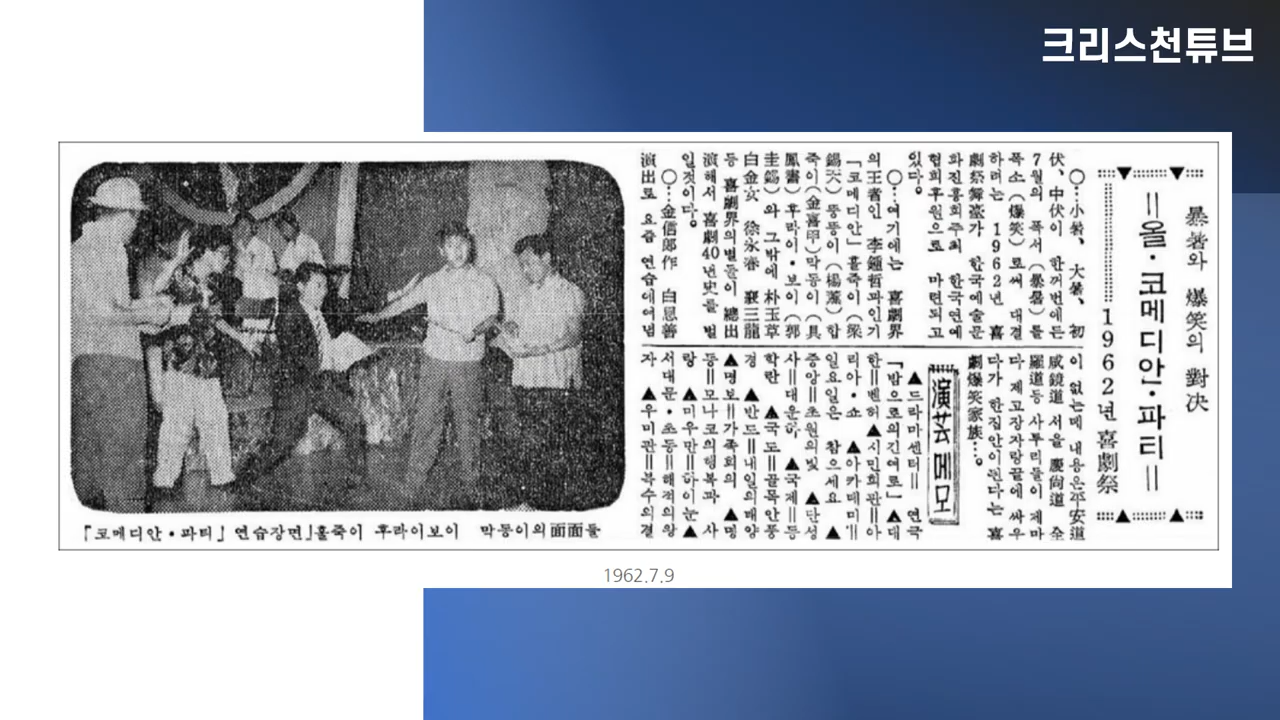 크리스천튜브
暴暑와 爆笑의 對决
=올·코메디안·파티=
1962년 喜劇祭
○…小暑、大暑、初
伏、中伏이 한꺼번에든
7월의 폭서(暴暑)를
폭소(爆笑)로써 대결
하려는 1962년 喜
劇祭舞臺가 한국예술문
화진흥회주최 한국연예
협회후원으로 마련되고
있다。
○…여기에는 喜劇界
의王者인 李鍾哲파인기
「코메디안」홀죽이(梁
錫天) 뚱뚱이(楊薰) 합
죽이(金喜甲)막동이(具
鳳書) 후라이·보이(郭
圭錫)와 그밖에 朴玉草
白金女 徐永春 裵三龍
등 喜劇界의별들이 總出
演해서 喜劇40년史를 벌
일것이다。
○…金信郎作 白恩善
演出로 요즘 연습에여념
이 없는데 내용은平安道
咸鏡道 서울 慶尙道 全
羅道등 사투리들이 제마
다 제고장자랑끝에 싸우
다가 한집안이된다는 喜
劇爆笑家族…。
演芸메모
▲드라마센터=연극
「밤으로의긴여로」▲대
한=벤허▲시민회관=아
리아·쇼 ▲아카데미=
일요일은 참으세요 ▲
중앙=초원의빛 ▲단성
사=대운하 ▲국제=등
학란 ▲국도=골목안풍
경 ▲반도=내일의태양
▲명보=가족회의 ▲명
동=모나코의행복파 사
랑▲미우만=하이눈▲
서대문·초등=해적의왕
자 ▲우미관=복수의결
「코메디안·파티」연습장면」홀죽이 후라이보이 막둥이의面面들
1962.7.9